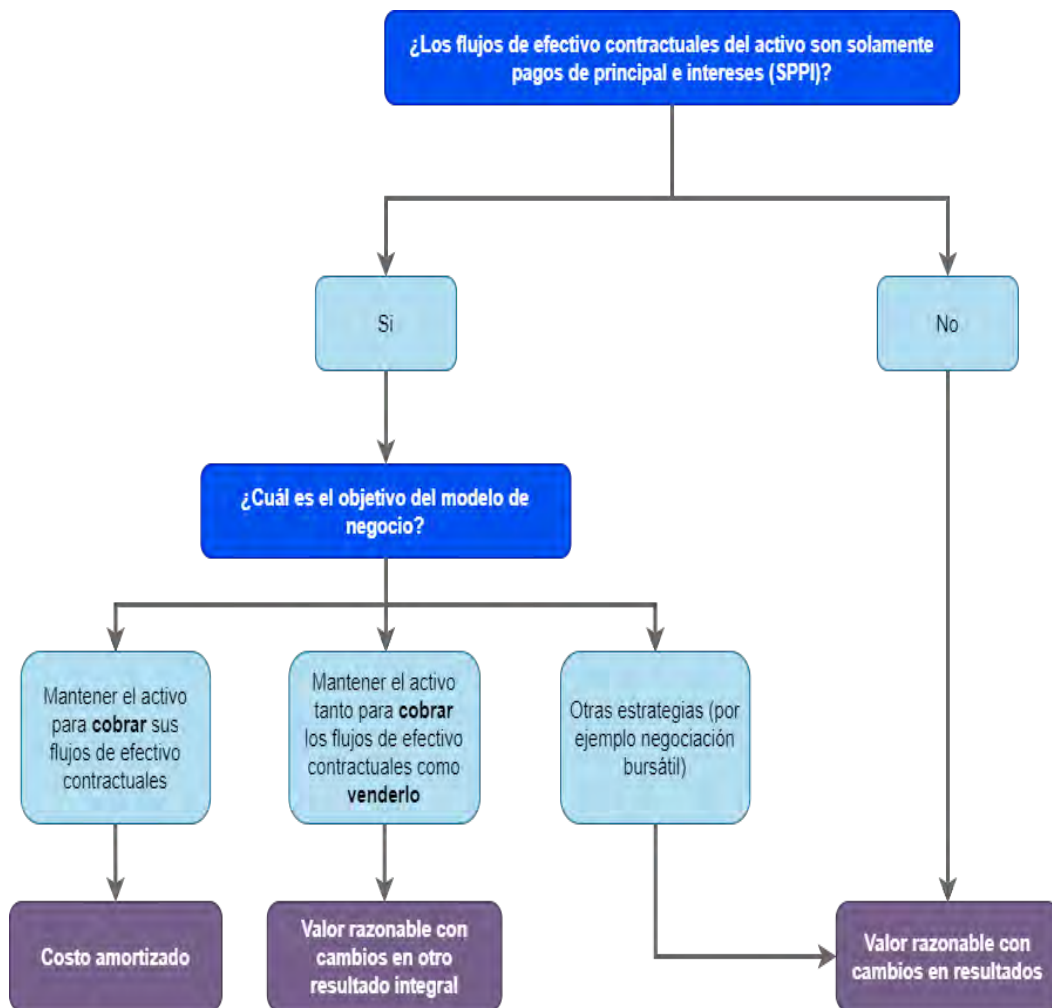 ¿Los flujos de efectivo contractuales del activo son solamente
pagos de principal e intereses (SPPI)?
Si
No
¿Cuál es el objetivo del modelo de
negocio?
Mantener el activo
para cobrar sus
flujos de efectivo
contractuales
Mantener el activo
tanto para cobrar
los flujos de efectivo
contractuales como
venderlo
Otras estrategias (por
ejemplo negociación
bursátil)
Costo amortizado
Valor razonable con
cambios en otro
resultado integral
Valor razonable con
cambios en resultados